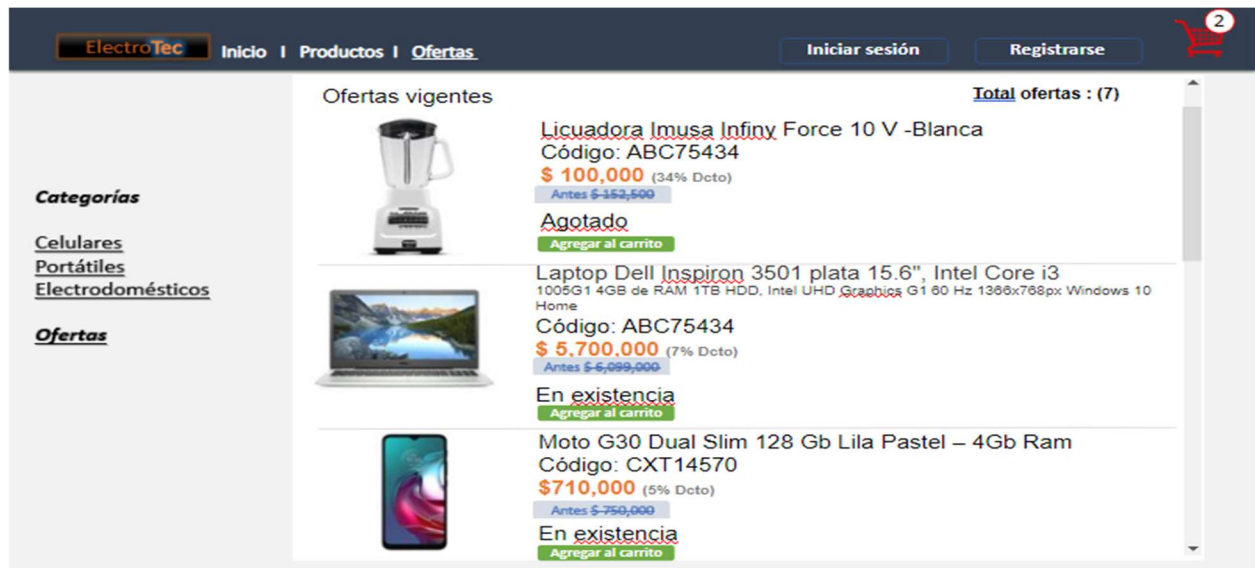 ElectroTec Inicio I Productos I Ofertas Iniciar sesión Registrarse 2
Ofertas vigentes Total ofertas : (7)
Licuadora Imusa Infiny Force 10 V -Blanca
Código: ABC75434
$ 100,000 (34% Dcto)
Antes $ 152,500
Agotado
Agregar al carrito
Categorías
Celulares
Portátiles
Electrodomésticos
Ofertas
Laptop Dell Inspiron 3501 plata 15.6", Intel Core i3
1005G1 4GB de RAM 1TB HDD, Intel UHD Graphics G1 60 Hz 1366x768px Windows 10
Home
Código: ABC75434
$ 5,700,000 (7% Dcto)
Antes $ 6,099,000
En existencia
Agregar al carrito
Moto G30 Dual Slim 128 Gb Lila Pastel – 4Gb Ram
Código: CXT14570
$710,000 (5% Dcto)
Antes $ 750,000
En existencia
Agregar al carrito